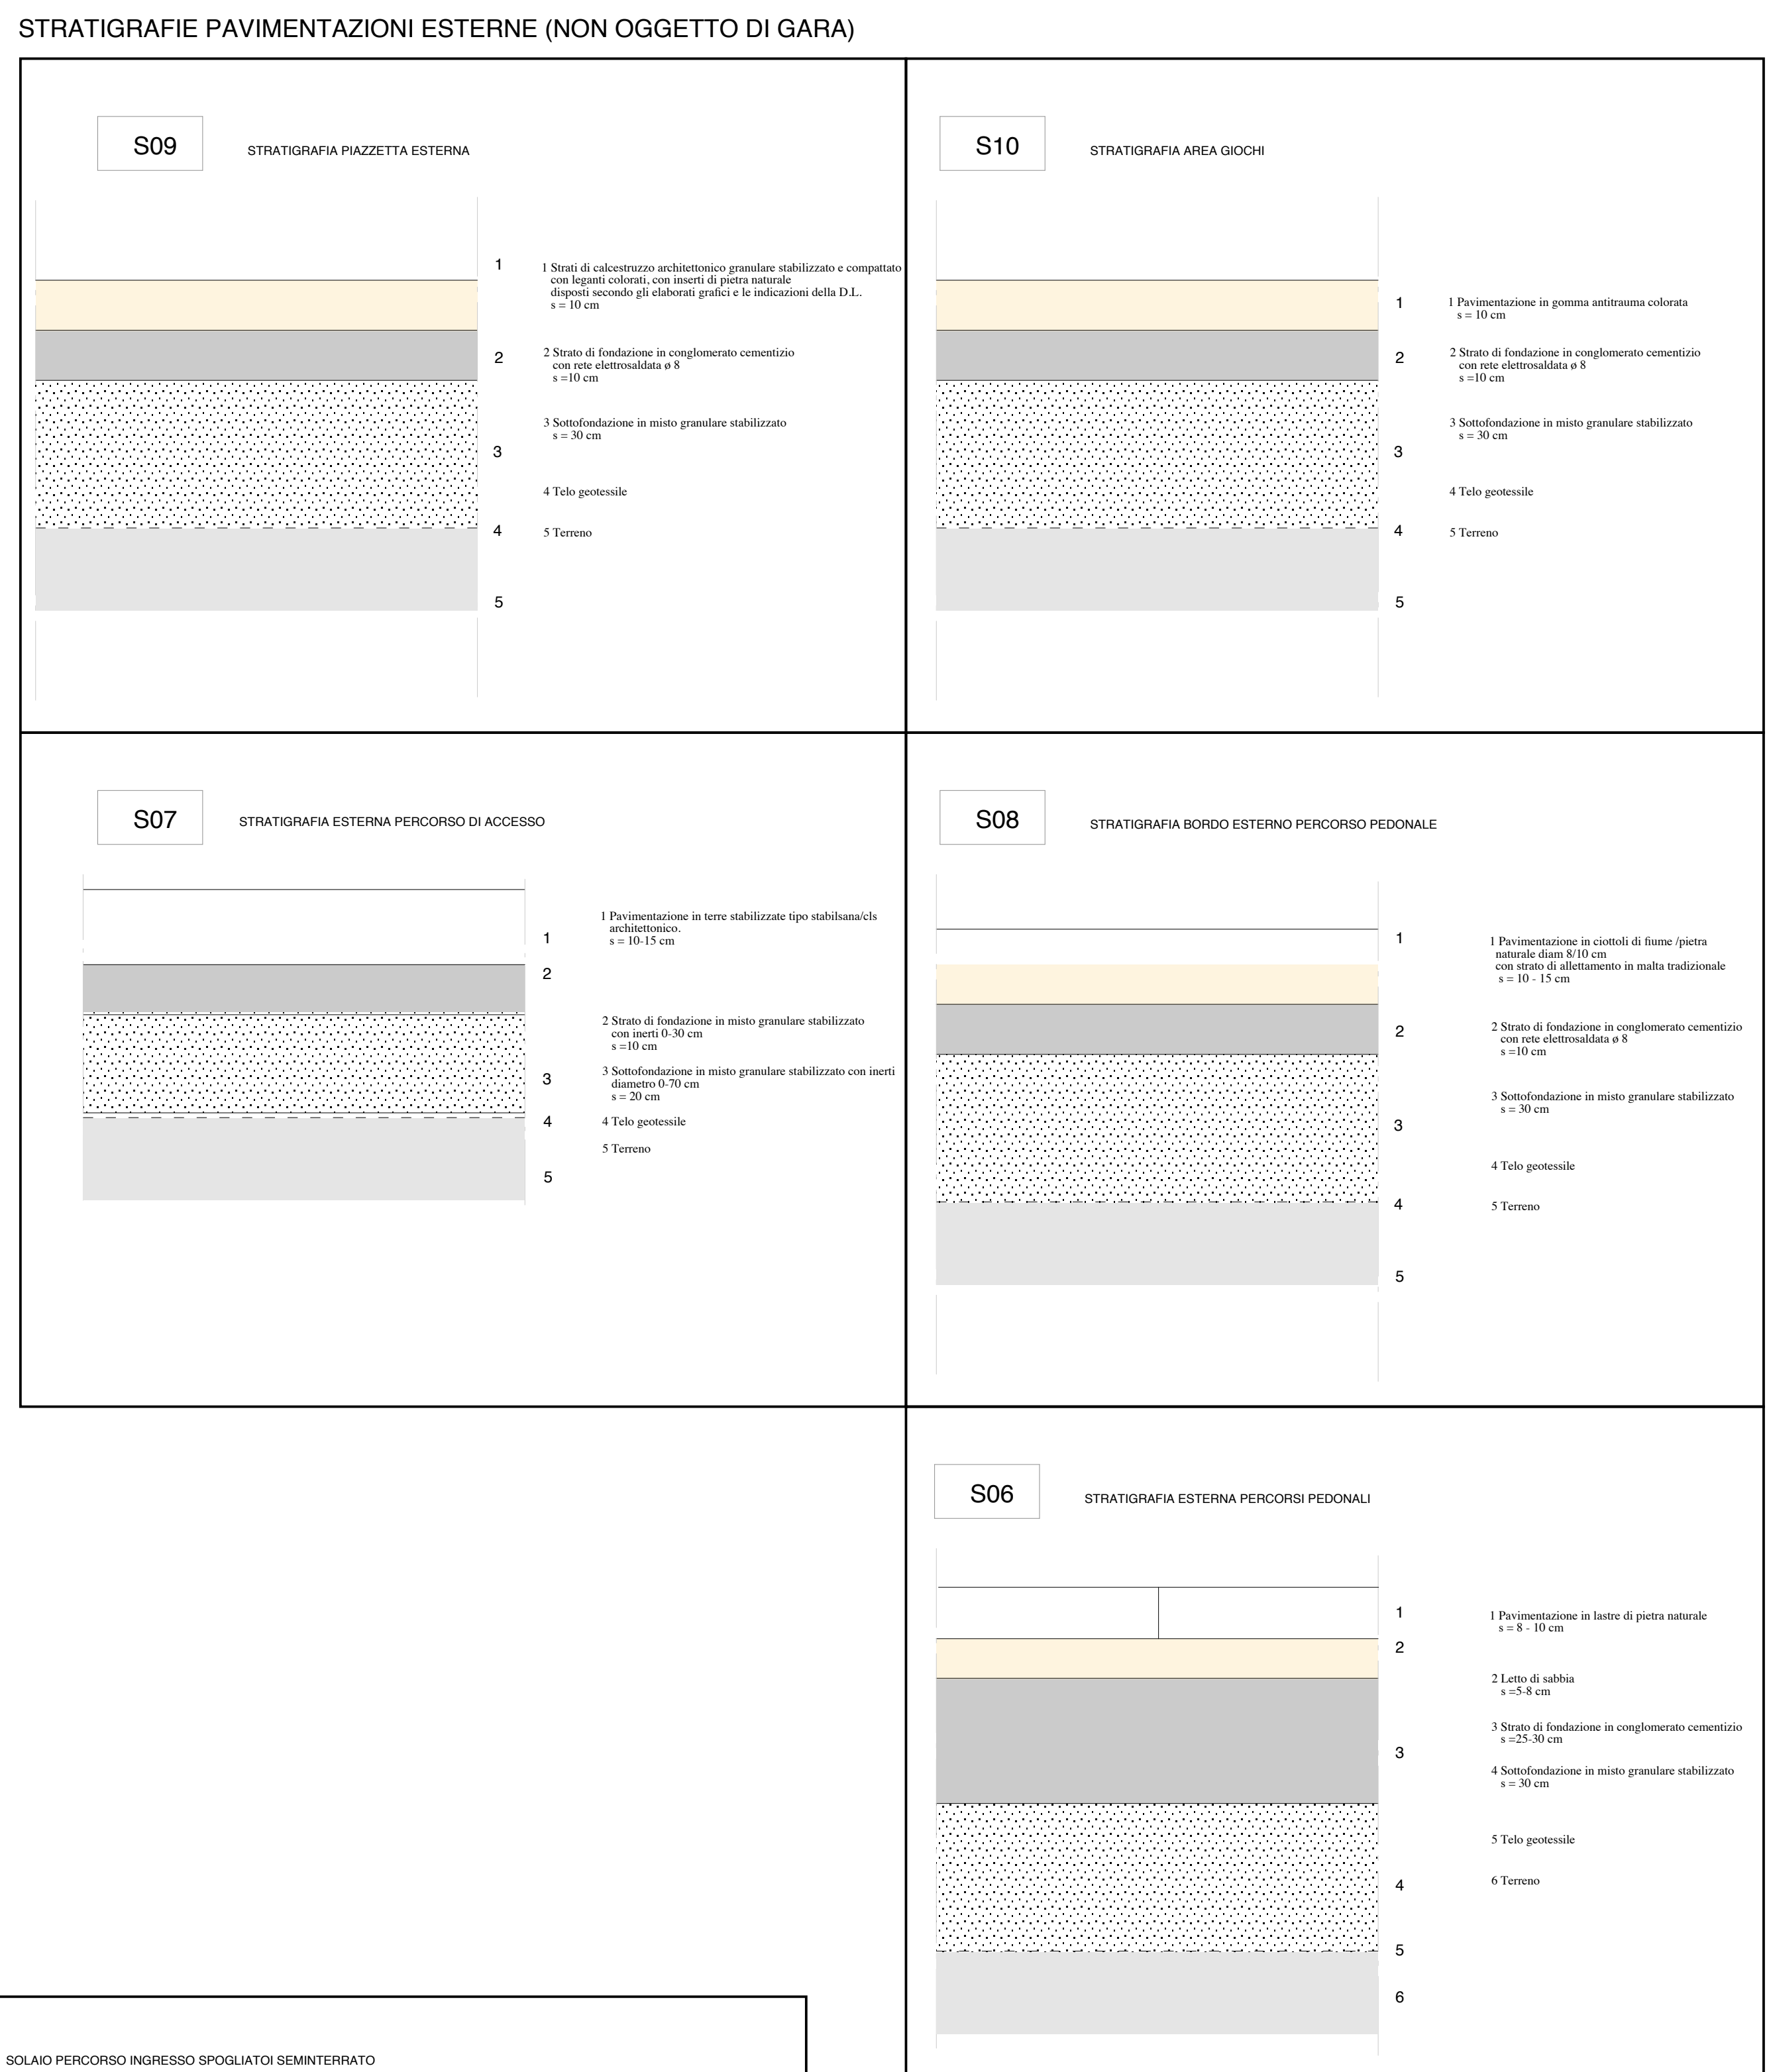 STRATIGRAFIE PAVIMENTAZIONI ESTERNE (NON OGGETTO DI GARA)
S09
STRATIGRAFIA PIAZZETTA ESTERNA
1
2
3
4
5
1 Strati di calcestruzzo architettonico granulare stabilizzato e compattato
con leganti colorati, con inserti di pietra naturale
disposti secondo gli elaborati grafici e le indicazioni della D.L.
s = 10 cm
2 Strato di fondazione in conglomerato cementizio
con rete elettrosaldata ø 8
s =10 cm
3 Sottofondazione in misto granulare stabilizzato
s = 30 cm
4 Telo geotessile
5 Terreno
S10
STRATIGRAFIA AREA GIOCHI
1
2
3
4
5
1 Pavimentazione in gomma antitrauma colorata
s = 10 cm
2 Strato di fondazione in conglomerato cementizio
con rete elettrosaldata ø 8
s =10 cm
3 Sottofondazione in misto granulare stabilizzato
s = 30 cm
4 Telo geotessile
5 Terreno
S07
STRATIGRAFIA ESTERNA PERCORSO DI ACCESSO
1
2
3
4
5
1 Pavimentazione in terre stabilizzate tipo stabilsana/cls
architettonico.
s = 10-15 cm
2 Strato di fondazione in misto granulare stabilizzato
con inerti 0-30 cm
s =10 cm
3 Sottofondazione in misto granulare stabilizzato con inerti
diametro 0-70 cm
s = 20 cm
4 Telo geotessile
5 Terreno
S08
STRATIGRAFIA BORDO ESTERNO PERCORSO PEDONALE
1
2
3
4
5
1 Pavimentazione in ciottoli di fiume /pietra
naturale diam 8/10 cm
con strato di allettamento in malta tradizionale
s = 10 - 15 cm
2 Strato di fondazione in conglomerato cementizio
con rete elettrosaldata ø 8
s =10 cm
3 Sottofondazione in misto granulare stabilizzato
s = 30 cm
4 Telo geotessile
5 Terreno
S06
STRATIGRAFIA ESTERNA PERCORSI PEDONALI
1
2
3
4
5
6
1 Pavimentazione in lastre di pietra naturale
s = 8 - 10 cm
2 Letto di sabbia
s =5-8 cm
3 Strato di fondazione in conglomerato cementizio
s =25-30 cm
4 Sottofondazione in misto granulare stabilizzato
s = 30 cm
5 Telo geotessile
6 Terreno
SOLAIO PERCORSO INGRESSO SPOGLIATOI SEMINTERRATO